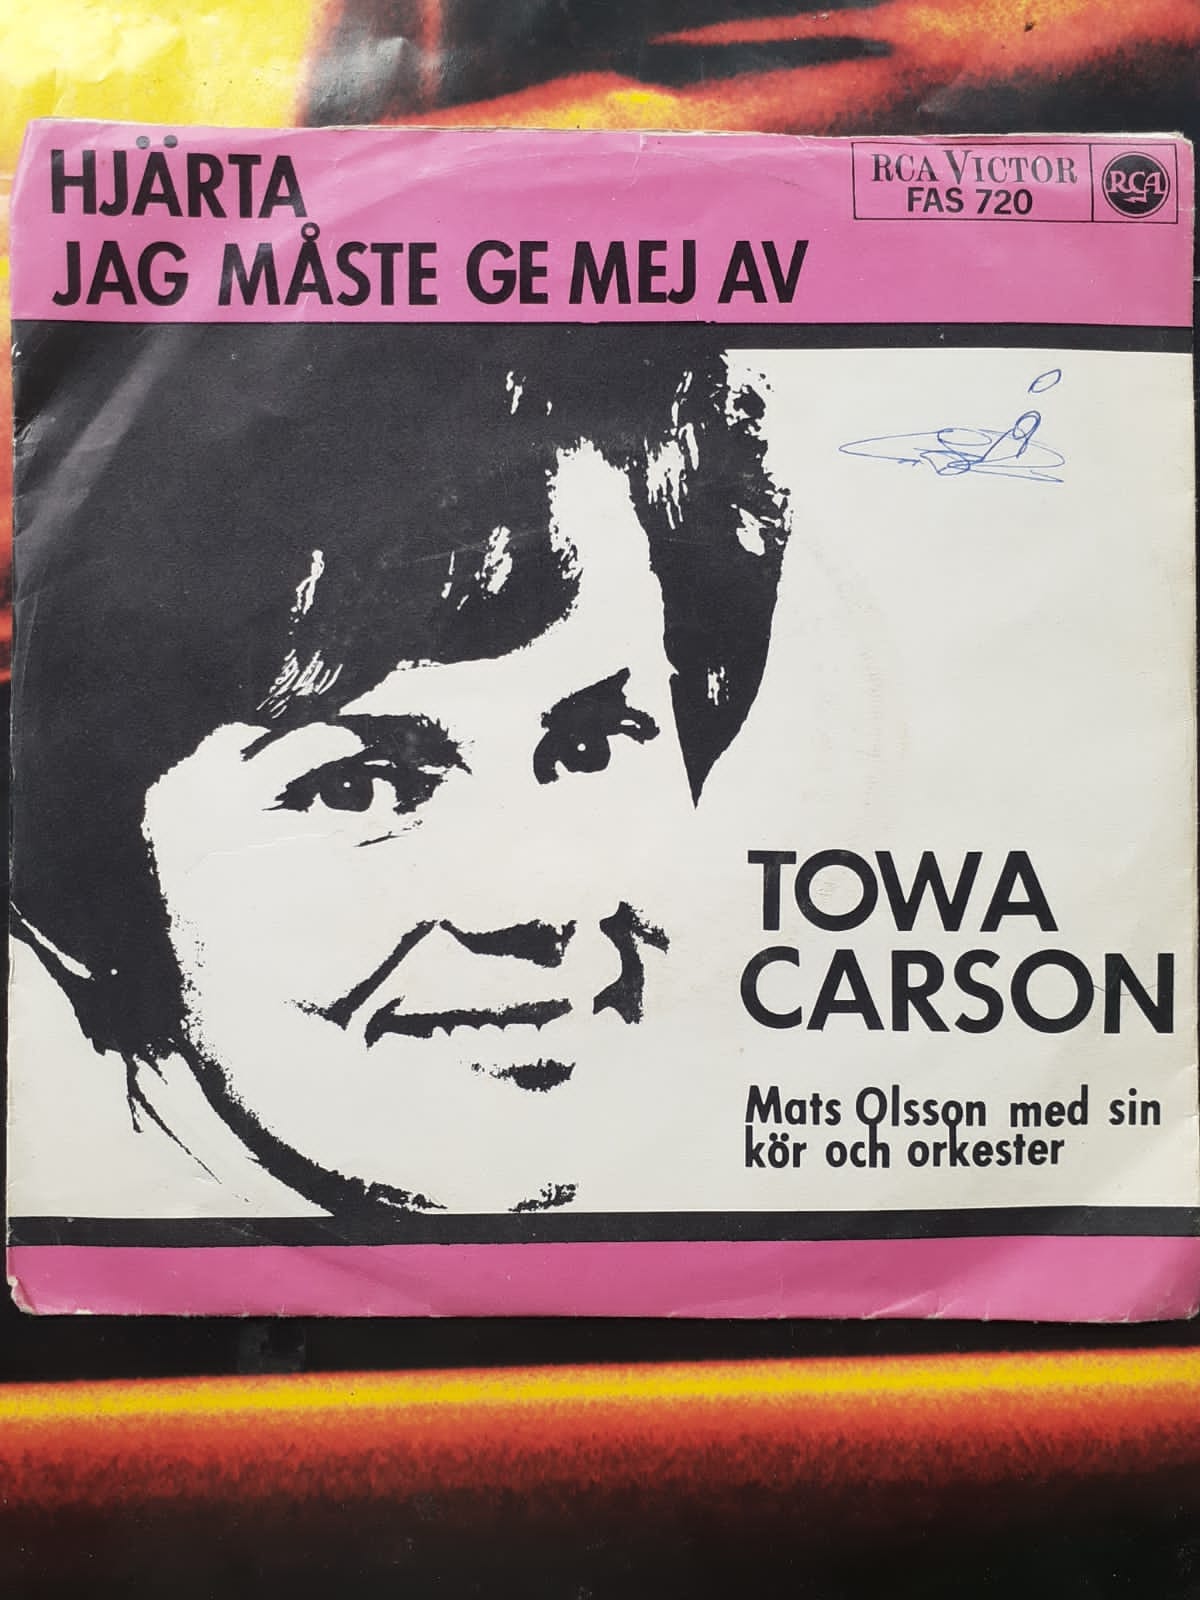 HJÄRTA
JAG MÅSTE GE MEJ AV
RCA VICTOR
FAS 720
RCA
TOWA
CARSON
Mats Olsson med sin
kör och orkester